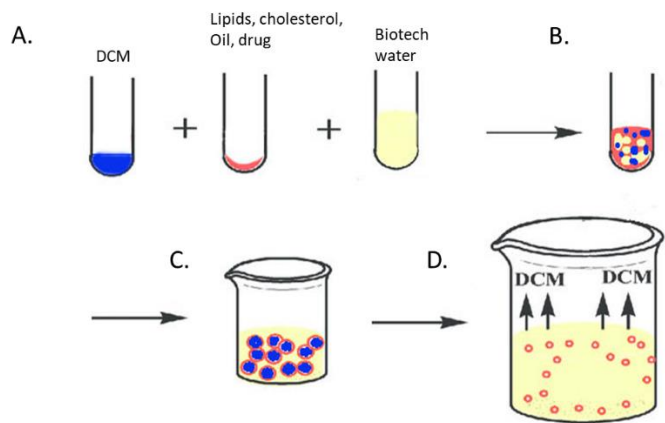 A.
DCM
Lipids, cholesterol,
Oil, drug
Biotech
water
B.
+
+
C.
D.
DCM
DCM